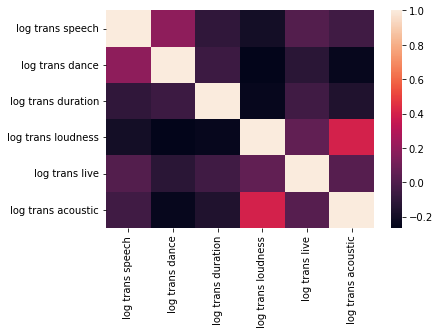 log trans speech
log trans dance
log trans duration
log trans loudness
log trans live
log trans acoustic
log trans speech
log trans dance
log trans duration
log trans loudness
log trans live
log trans acoustic
1.0
0.8
0.6
0.4
0.2
0.0
−0.2